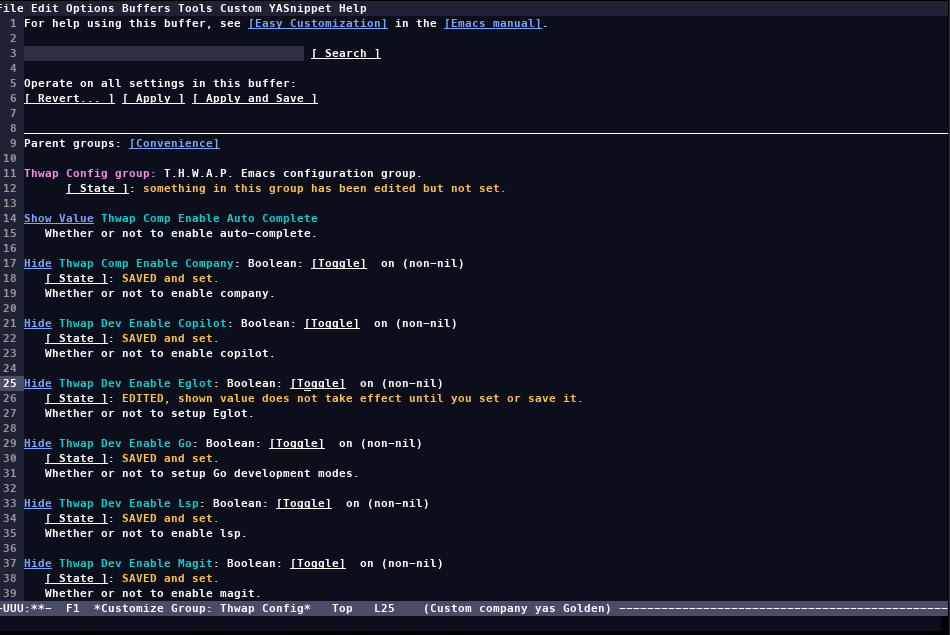 File Edit Options Buffers Tools Custom YASnippet Help
1 For help using this buffer, see [Easy Customization] in the [Emacs manual].
2
3 [ Search ]
4
5 Operate on all settings in this buffer:
6 [ Revert... ] [ Apply ] [ Apply and Save ]
7
8
9 Parent groups: [Convenience]
10
11 Thwap Config group: T.H.W.A.P. Emacs configuration group.
12 [ State ]: something in this group has been edited but not set.
13
14 Show Value Thwap Comp Enable Auto Complete
15 Whether or not to enable auto-complete.
16
17 Hide Thwap Comp Enable Company: Boolean: [Toggle]  on (non-nil)
18 [ State ]: SAVED and set.
19 Whether or not to enable company.
20
21 Hide Thwap Dev Enable Copilot: Boolean: [Toggle]  on (non-nil)
22 [ State ]: SAVED and set.
23 Whether or not to enable copilot.
24
25 Hide Thwap Dev Enable Eglot: Boolean: [Toggle]  on (non-nil)
26 [ State ]: EDITED, shown value does not take effect until you set or save it.
27 Whether or not to setup Eglot.
28
29 Hide Thwap Dev Enable Go: Boolean: [Toggle]  on (non-nil)
30 [ State ]: SAVED and set.
31 Whether or not to setup Go development modes.
32
33 Hide Thwap Dev Enable Lsp: Boolean: [Toggle]  on (non-nil)
34 [ State ]: SAVED and set.
35 Whether or not to enable lsp.
36
37 Hide Thwap Dev Enable Magit: Boolean: [Toggle]  on (non-nil)
38 [ State ]: SAVED and set.
39 Whether or not to enable magit.
-UUU:**-  F1  *Customize Group: Thwap Config*   Top   L25    (Custom company yas Golden) -----------------------------------------------